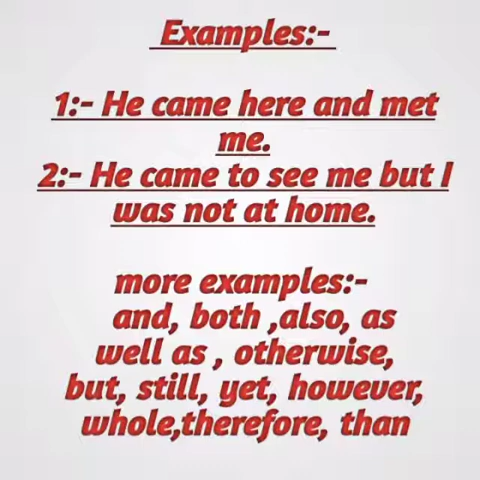 Examples:-
1:- He came here and met
me.
2:- He came to see me but I
was not at home.
more examples:-
and, both ,also, as
well as , otherwise,
but, still, yet, however,
whole,therefore, than